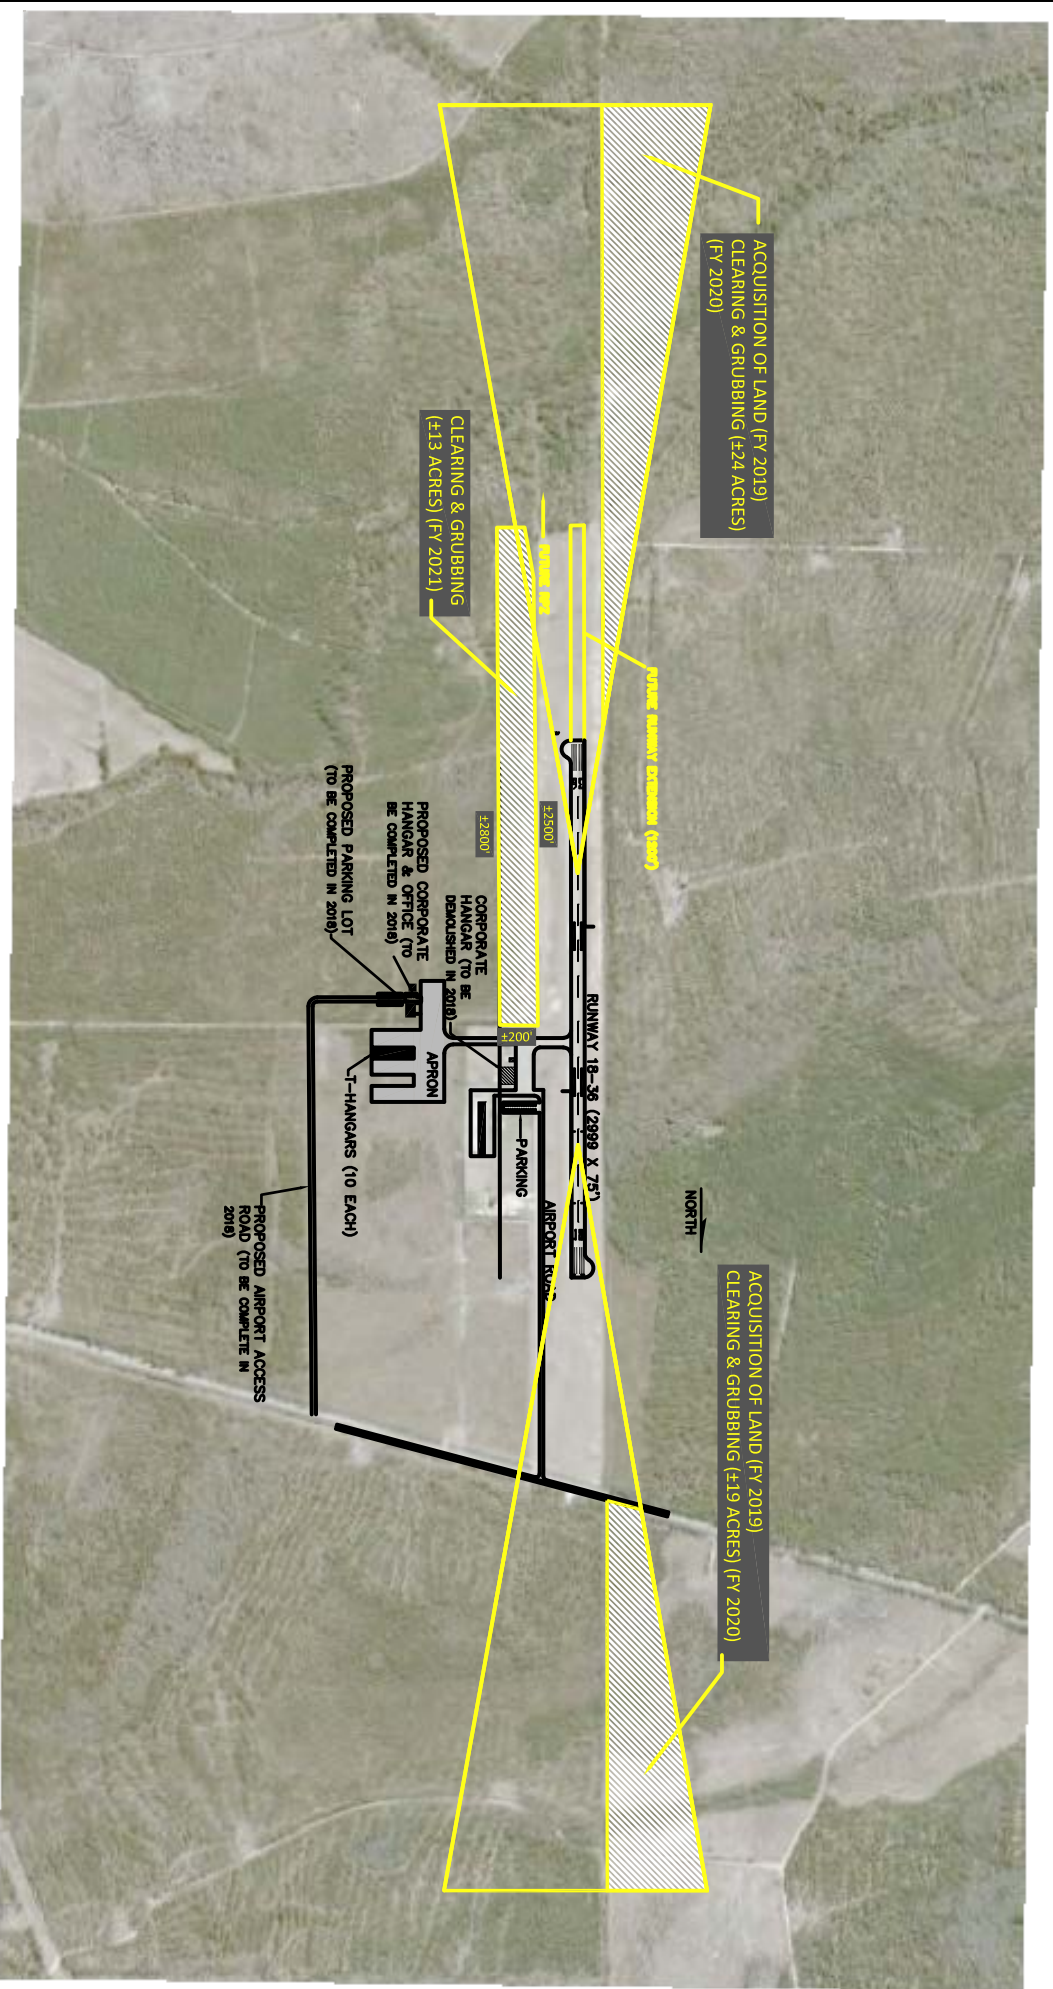 ACQUISITION OF LAND (FY 2019)
CLEARING & GRUBBING (±24 ACRES)
(FY 2020)
CLEARING & GRUBBING
(±13 ACRES) (FY 2021)
FUTURE RPZ
FUTURE RUNWAY EXTENSION (1200')
±2500'
±2800'
±200'
PROPOSED PARKING LOT
(TO BE COMPLETED IN 2018)
PROPOSED CORPORATE
HANGAR & OFFICE (TO
BE COMPLETED IN 2018)
CORPORATE
HANGAR (TO BE
DEMOLISHED IN 2018)
RUNWAY 18-36 (2999 X 75')
APRON
T-HANGARS (10 EACH)
PARKING
AIRPORT ROAD
NORTH
PROPOSED AIRPORT ACCESS
ROAD (TO BE COMPLETE IN
2018)
ACQUISITION OF LAND (FY 2019)
CLEARING & GRUBBING (±19 ACRES) (FY 2020)